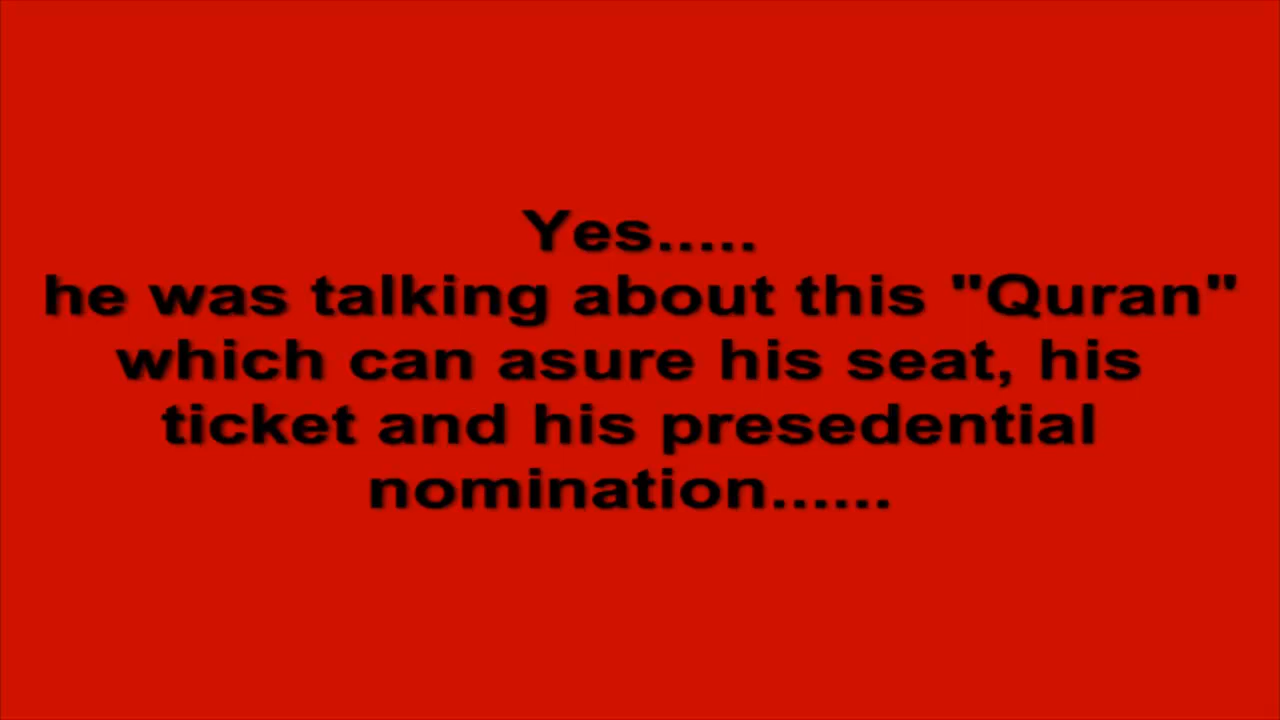 Yes.....
he was talking about this "Quran"
which can asure his seat, his
ticket and his presedential
nomination......